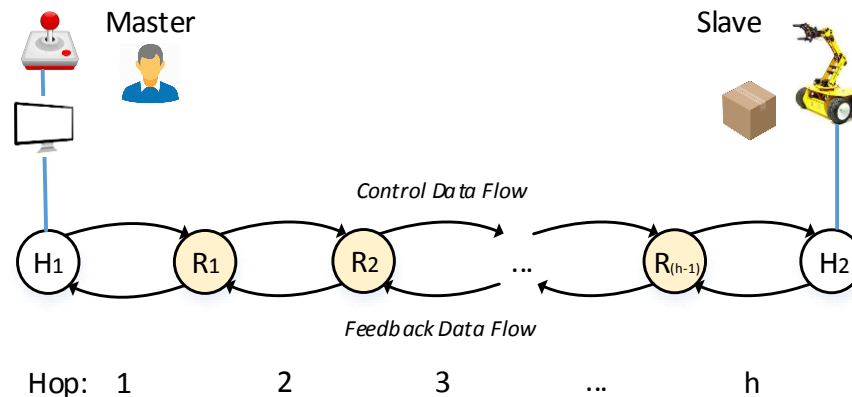 Master Slave
Control Data Flow
H1 R1 R2 ... R(h-1) H2
Feedback Data Flow
Hop: 1 2 3 ... h